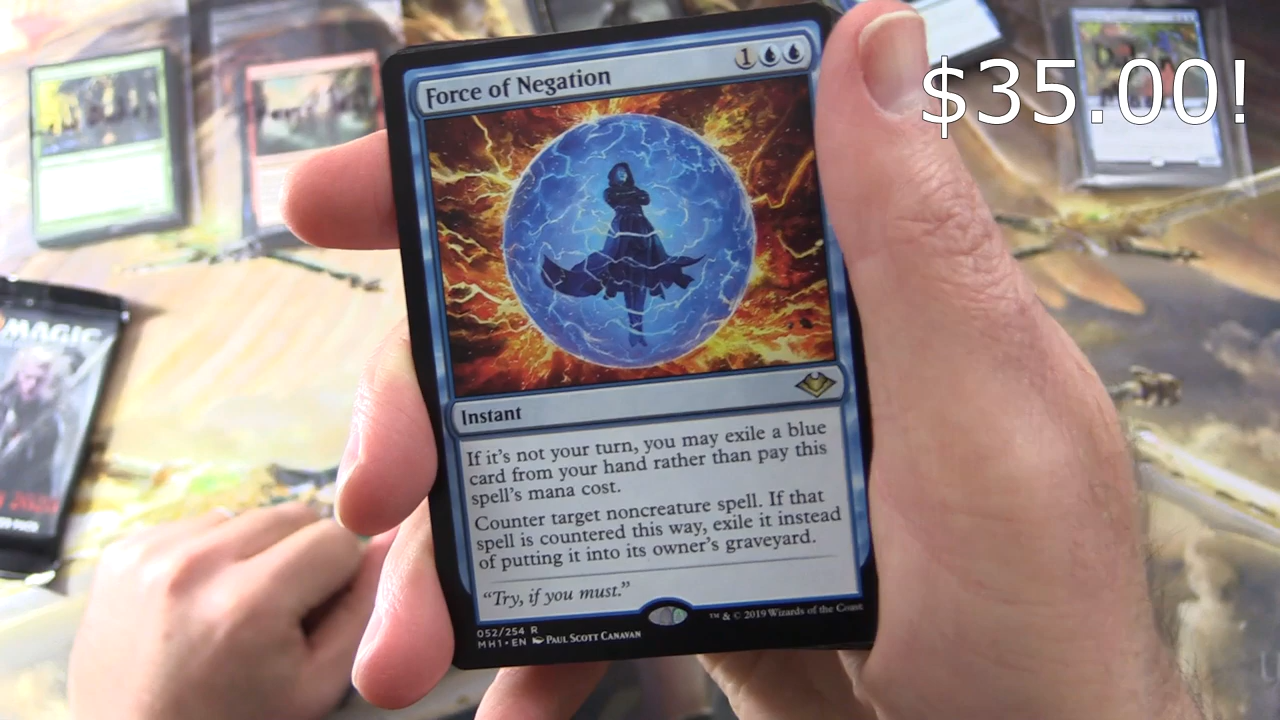 $35.00!
Force of Negation 1
Instant
If it's not your turn, you may exile a blue
card from your hand rather than pay this
spell's mana cost.
Counter target noncreature spell. If that
spell is countered this way, exile it instead
of putting it into its owner's graveyard.
"Try, if you must."
052/254 R
MH1 • EN PAUL SCOTT CANAVAN
™ & © 2019 Wizards of the Coast
MAGIC